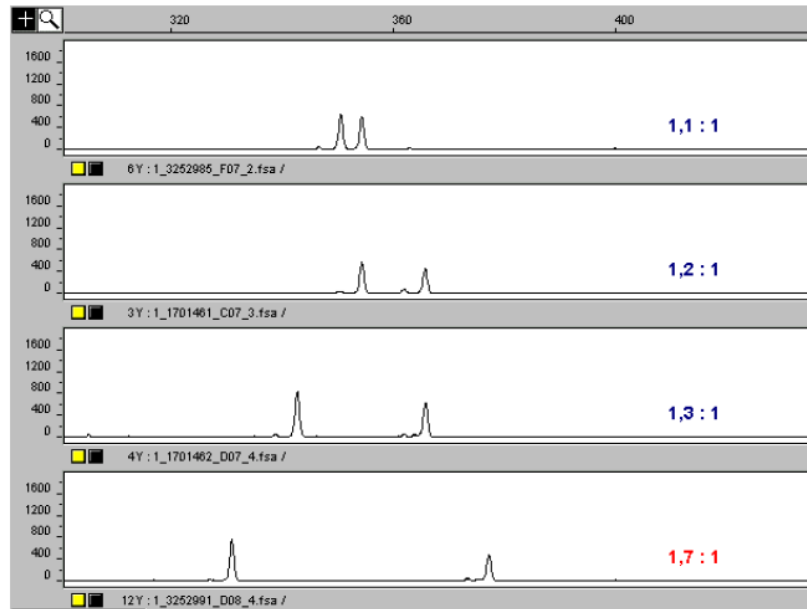 320 360 400
1600
1200
800
400
0
1,1 : 1
6Y : 1_3252985_F07_2.fsa /
1600
1200
800
400
0
1,2 : 1
3Y : 1_1701461_C07_3.fsa /
1600
1200
800
400
0
1,3 : 1
4Y : 1_1701462_D07_4.fsa /
1600
1200
800
400
0
1,7 : 1
12Y : 1_3252991_D08_4.fsa /